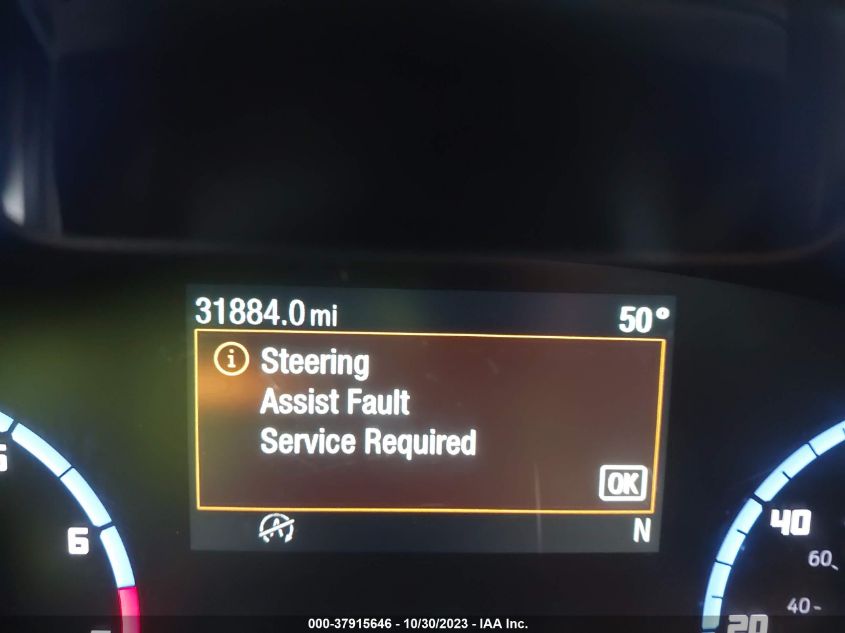 31884.0 mi 50°
Steering
Assist Fault
Service Required
OK
N
6
40
60
40
20
000-37915646 - 10/30/2023 - IAA Inc.